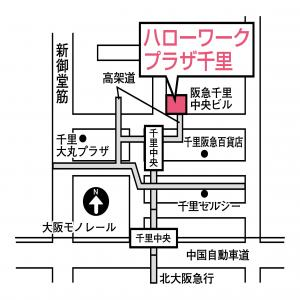 ハローワーク
プラザ千里
新御堂筋
高架道
阪急千里
中央ビル
千里
大丸プラザ
千里中央
千里阪急百貨店
千里セルシー
N
大阪モノレール
千里中央
中国自動車道
北大阪急行